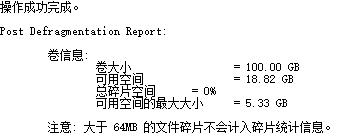 操作成功完成。
Post Defragmentation Report:
卷信息:
卷大小 = 100.00 GB
可用空间 = 18.82 GB
总碎片空间 = 0%
可用空间的最大大小 = 5.33 GB
注意: 大于 64MB 的文件碎片不会计入碎片统计信息。